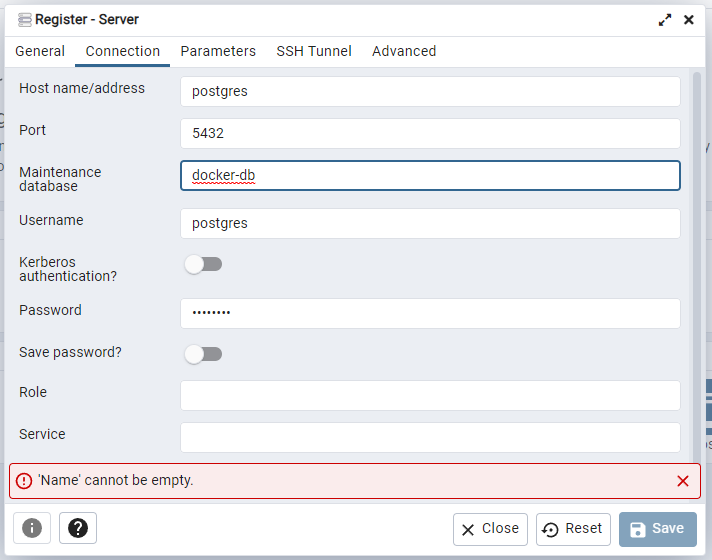 Register - Server
General Connection Parameters SSH Tunnel Advanced
Host name/address postgres
Port 5432
Maintenance
database docker-db
Username postgres
Kerberos
authentication?
Password ••••••••
Save password?
Role
Service
'Name' cannot be empty.
Close Reset Save